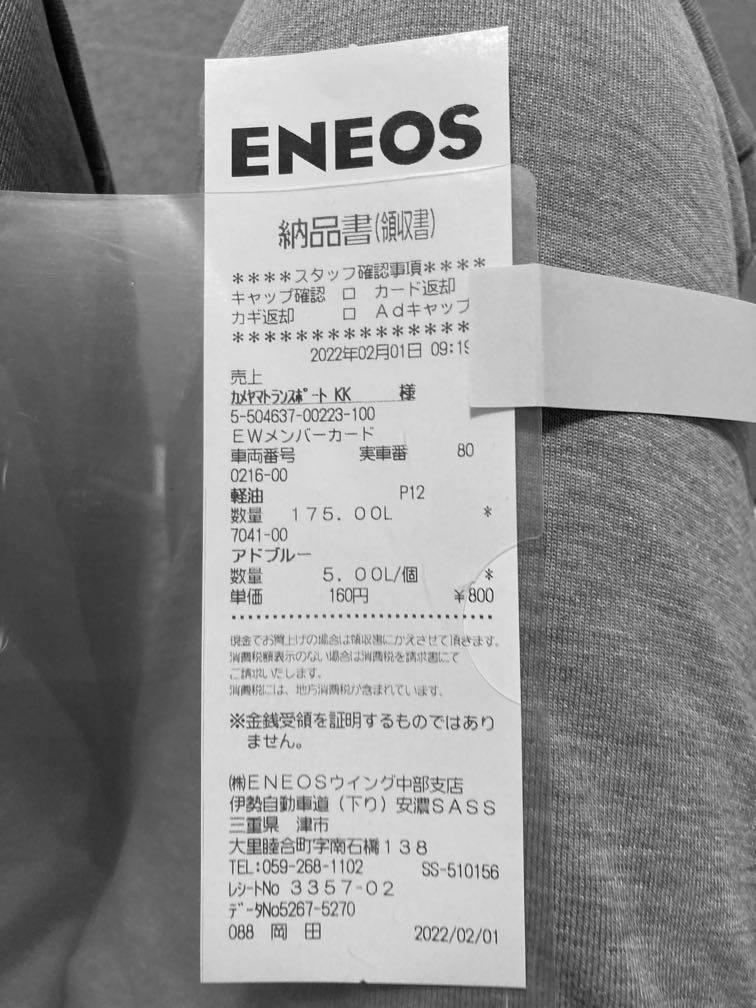 ENEOS
納品書(領収書)
****スタッフ確認事項****
キャップ確認 □ カード返却
カギ返却 □ Adキャップ
****************
2022年02月01日 09:19
売上
カメヤマトランスポート KK 様
5-504637-00223-100
EWメンバーカード
車両番号 実車番 80
0216-00
軽油 P12
数量 175.00L *
7041-00
アドブルー
数量 5.00L/個 *
単価 160円 ¥800
現金でお買上げの場合は領収書にかえさせて頂きます。
消費税額表示のない場合は消費税を請求書にて
ご請求いたします。
消費税には、地方消費税が含まれています。
※金銭受領を証明するものではあり
ません。
㈱ENEOSウイング中部支店
伊勢自動車道(下り)安濃SASS
三重県 津市
大里睦合町字南石橋138
TEL:059-268-1102 SS-510156
レシートNo 3357-02
データNo5267-5270
088 岡 田 2022/02/01